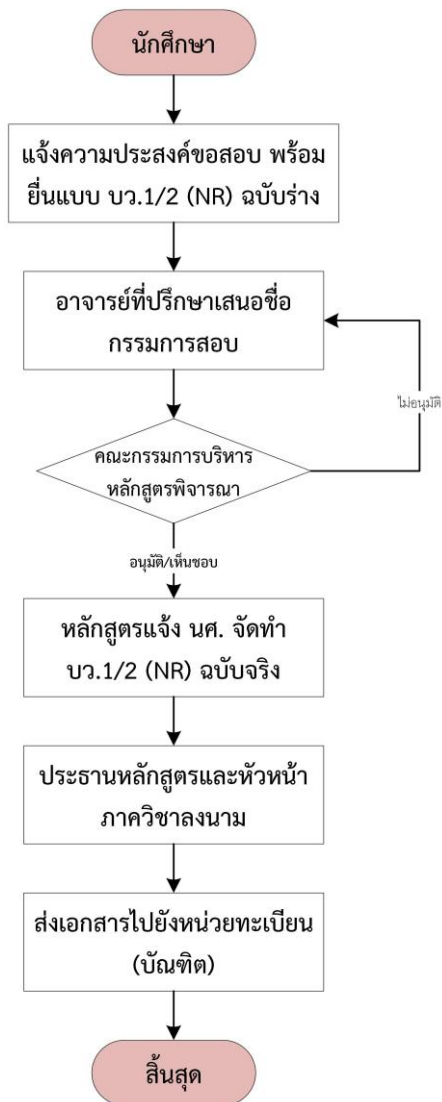 นักศึกษา
แจ้งความประสงค์ขอสอบ พร้อม
ยื่นแบบ บว.1/2 (NR) ฉบับร่าง
อาจารย์ที่ปรึกษาเสนอชื่อ
กรรมการสอบ
ไม่อนุมัติ
คณะกรรมการบริหาร
หลักสูตรพิจารณา
อนุมัติ/เห็นชอบ
หลักสูตรแจ้ง นศ. จัดทำ
บว.1/2 (NR) ฉบับจริง
ประธานหลักสูตรและหัวหน้า
ภาควิชาลงนาม
ส่งเอกสารไปยังหน่วยทะเบียน
(บัณฑิต)
สิ้นสุด